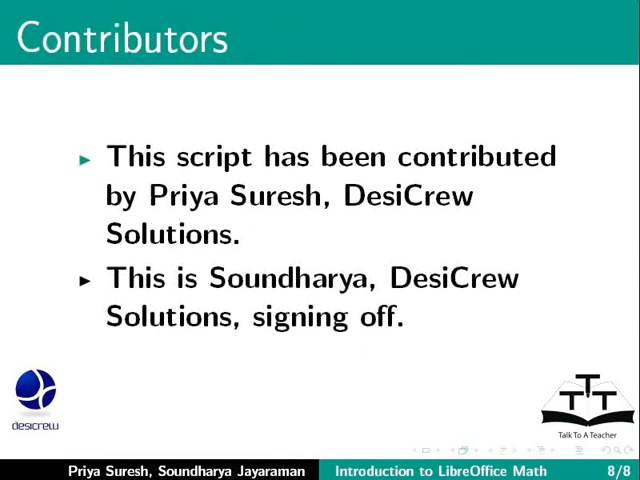 Contributors
This script has been contributed
by Priya Suresh, DesiCrew
Solutions.
This is Soundharya, DesiCrew
Solutions, signing off.
desicrew
TTT
Talk To A Teacher
Priya Suresh, Soundharya Jayaraman
Introduction to LibreOffice Math
8/8